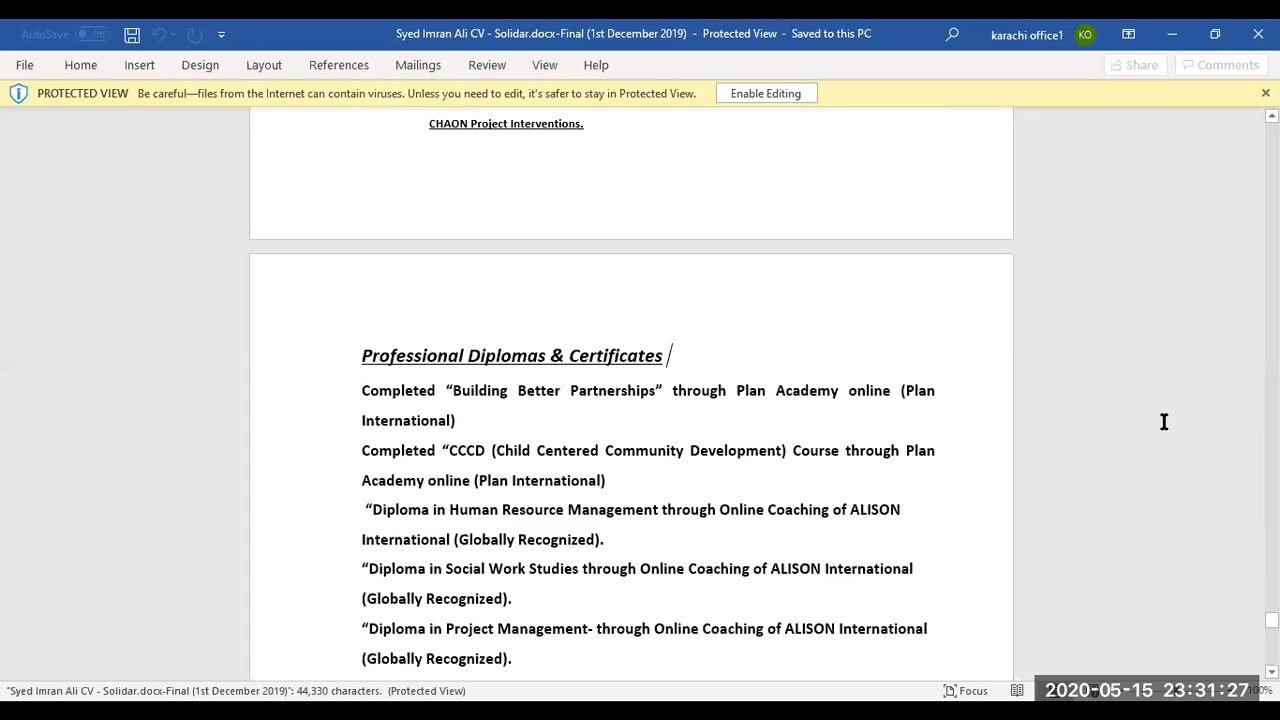 AutoSave Off
Syed Imran Ali CV - Solidar.docx-Final (1st December 2019) - Protected View - Saved to this PC
karachi office1 KO
File Home Insert Design Layout References Mailings Review View Help Share Comments
PROTECTED VIEW Be careful—files from the Internet can contain viruses. Unless you need to edit, it's safer to stay in Protected View. Enable Editing
CHAON Project Interventions.
Professional Diplomas & Certificates
Completed “Building Better Partnerships” through Plan Academy online (Plan
International)
Completed “CCCD (Child Centered Community Development) Course through Plan
Academy online (Plan International)
“Diploma in Human Resource Management through Online Coaching of ALISON
International (Globally Recognized).
“Diploma in Social Work Studies through Online Coaching of ALISON International
(Globally Recognized).
“Diploma in Project Management- through Online Coaching of ALISON International
(Globally Recognized).
"Syed Imran Ali CV - Solidar.docx-Final (1st December 2019)": 44,330 characters. (Protected View)
Focus
2020-05-15 23:31:27
100%